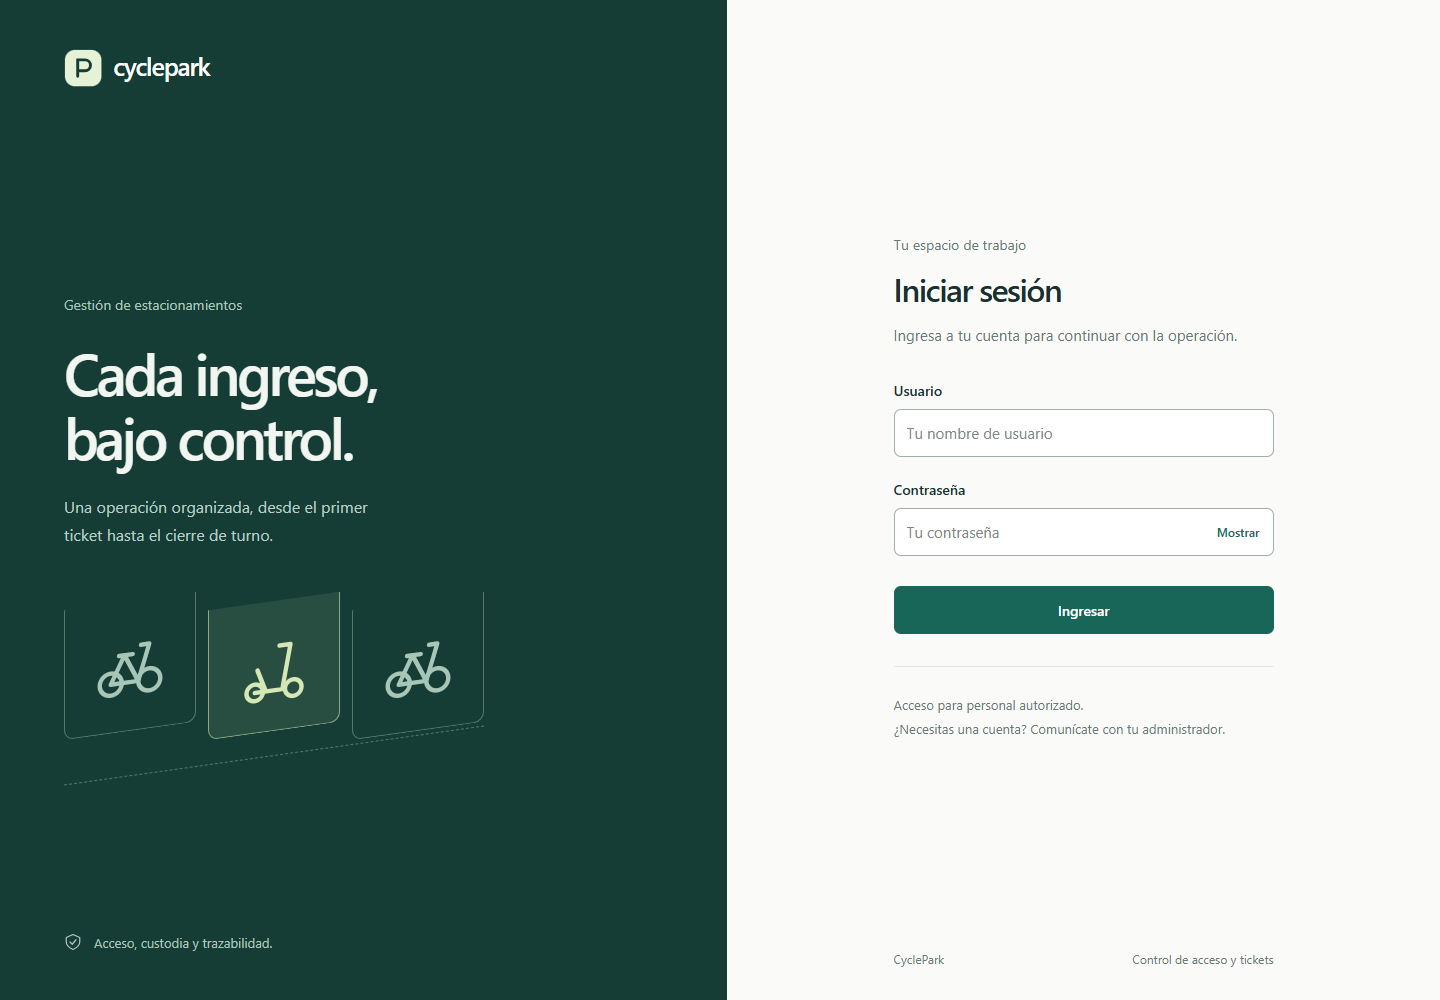 P
cyclepark
Gestión de estacionamientos
Cada ingreso,
bajo control.
Una operación organizada, desde el primer
ticket hasta el cierre de turno.
Acceso, custodia y trazabilidad.
Tu espacio de trabajo
Iniciar sesión
Ingresa a tu cuenta para continuar con la operación.
Usuario
Tu nombre de usuario
Contraseña
Tu contraseña
Mostrar
Ingresar
Acceso para personal autorizado.
¿Necesitas una cuenta? Comunícate con tu administrador.
CyclePark
Control de acceso y tickets